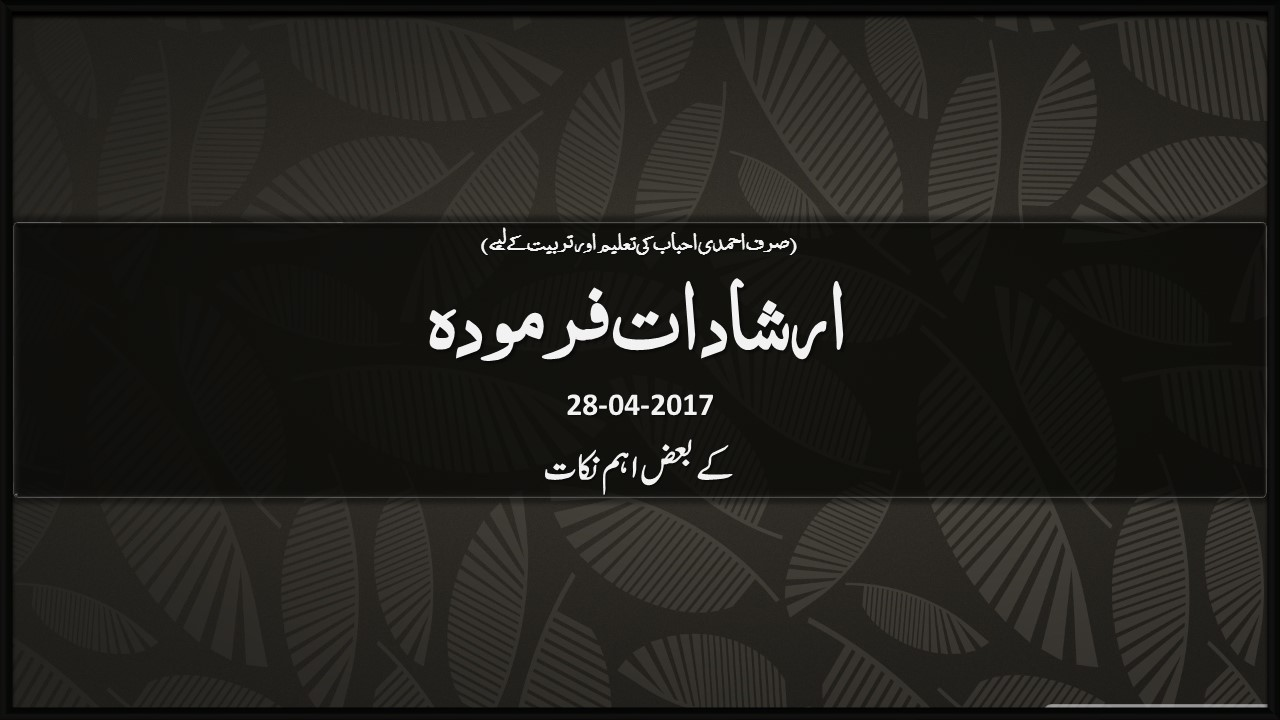 (صرف احمدی احباب کی تعلیم اور تربیت کے لیے)
ارشادات فرمودہ
28-04-2017
کے بعض اہم نکات